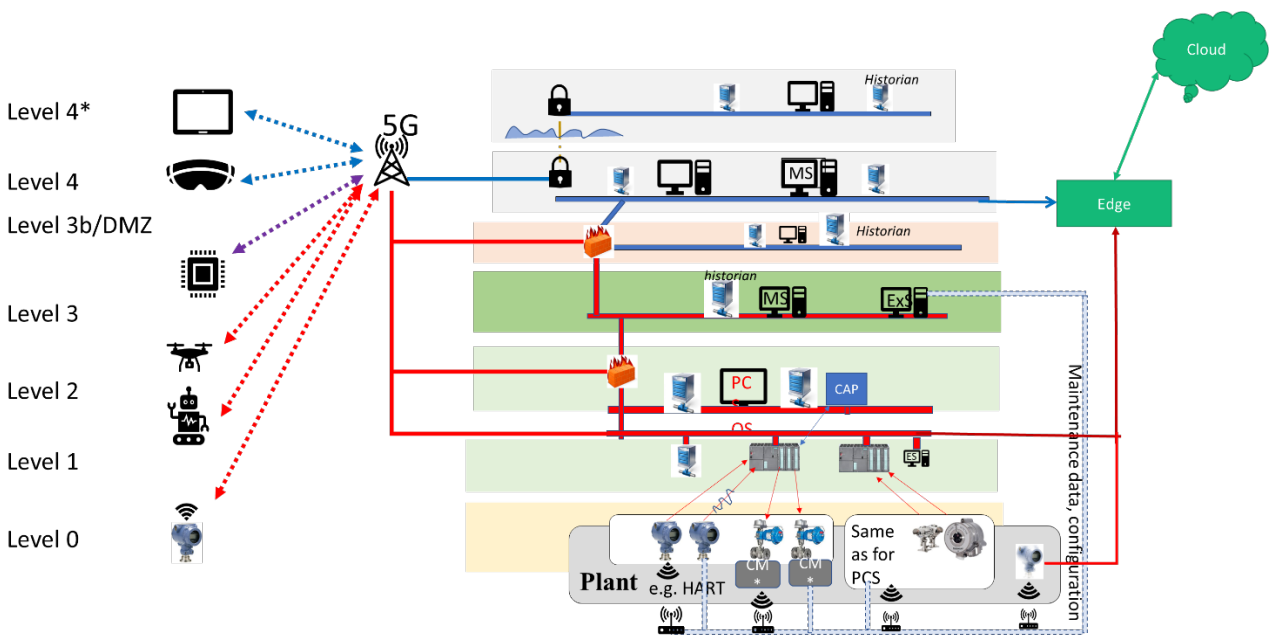 Cloud
Level 4*
Historian
5G
Level 4
MS
Edge
Level 3b/DMZ
Historian
historian
Level 3
MS
ExS
Level 2
PC
CAP
OS
Level 1
ES
Maintenance data, configuration
Level 0
Same
as for
PCS
CM
*
CM
*
Plant
e.g. HART